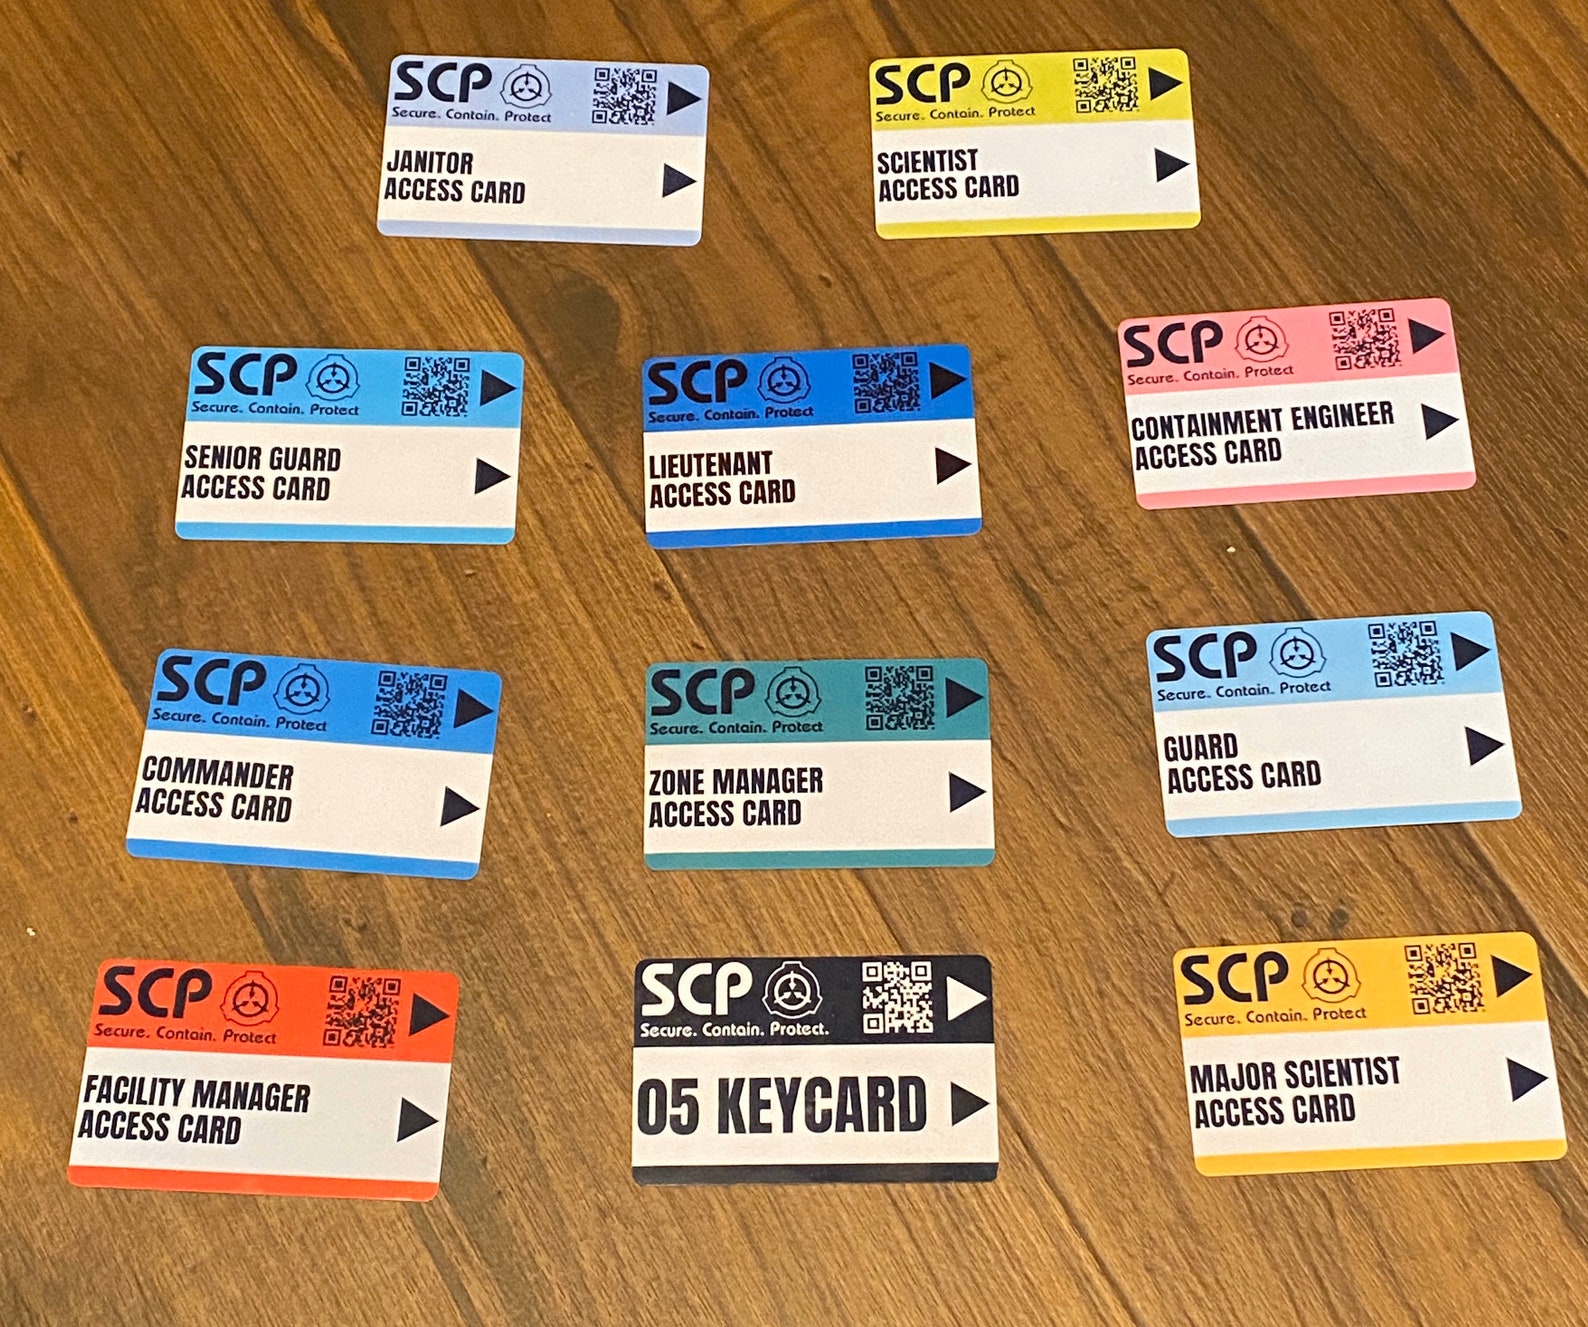 SCP
Secure. Contain. Protect
JANITOR
ACCESS CARD
SCP
Secure. Contain. Protect
SCIENTIST
ACCESS CARD
SCP
Secure. Contain. Protect
SENIOR GUARD
ACCESS CARD
SCP
Secure. Contain. Protect
LIEUTENANT
ACCESS CARD
SCP
Secure. Contain. Protect
CONTAINMENT ENGINEER
ACCESS CARD
SCP
Secure. Contain. Protect
COMMANDER
ACCESS CARD
SCP
Secure. Contain. Protect
ZONE MANAGER
ACCESS CARD
SCP
Secure. Contain. Protect
GUARD
ACCESS CARD
SCP
Secure. Contain. Protect
FACILITY MANAGER
ACCESS CARD
SCP
Secure. Contain. Protect.
05 KEYCARD
SCP
Secure. Contain. Protect
MAJOR SCIENTIST
ACCESS CARD